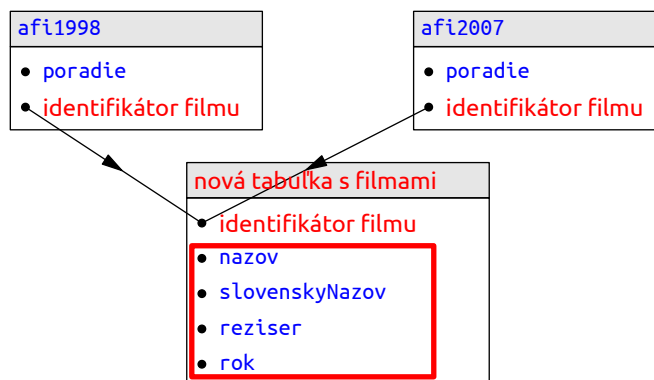 afi1998
• poradie
• identifikátor filmu
afi2007
• poradie
• identifikátor filmu
nová tabuľka s filmami
• identifikátor filmu
• nazov
• slovenskyNazov
• reziser
• rok